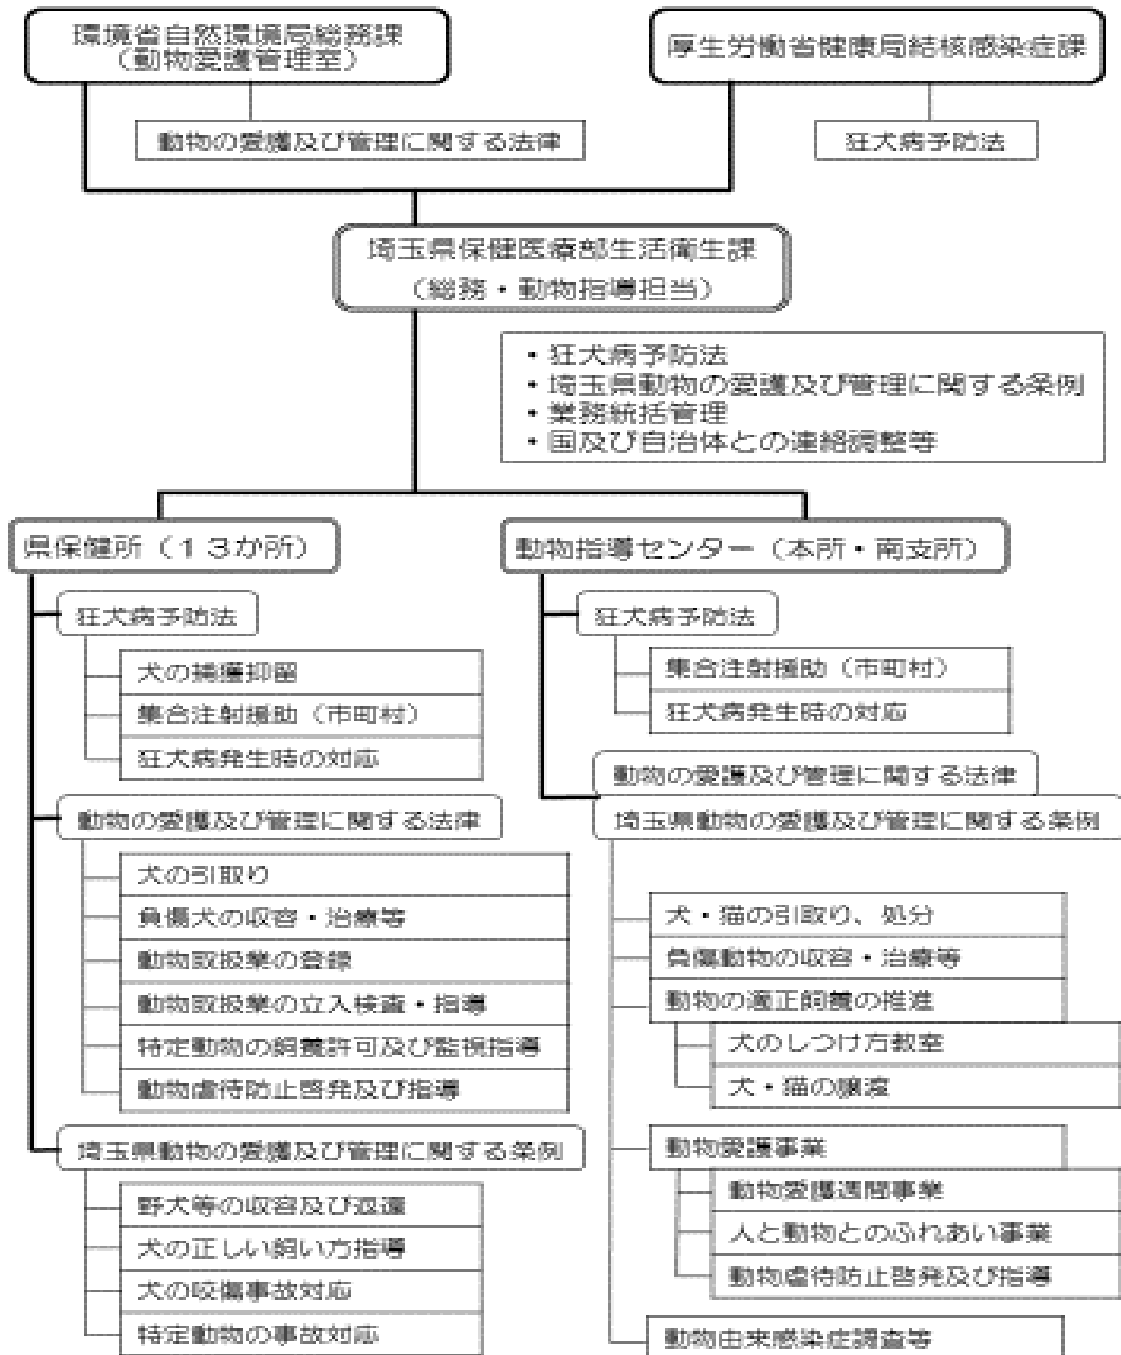 環境省自然環境局総務課
（動物愛護管理室）
厚生労働省健康局結核感染症課
動物の愛護及び管理に関する法律
狂犬病予防法
埼玉県保健医療部生活衛生課
（総務・動物指導担当）
・狂犬病予防法
・埼玉県動物の愛護及び管理に関する条例
・業務統括管理
・国及び自治体との連絡調整等
県保健所（１３か所）
狂犬病予防法
犬の捕獲抑留
集合注射援助（市町村）
狂犬病発生時の対応
動物の愛護及び管理に関する法律
犬の引取り
負傷犬の収容・治療等
動物取扱業の登録
動物取扱業の立入検査・指導
特定動物の飼養許可及び監視指導
動物虐待防止啓発及び指導
埼玉県動物の愛護及び管理に関する条例
野犬等の収容及び返還
犬の正しい飼い方指導
犬の咬傷事故対応
特定動物の事故対応
動物指導センター（本所・南支所）
狂犬病予防法
集合注射援助（市町村）
狂犬病発生時の対応
動物の愛護及び管理に関する法律
埼玉県動物の愛護及び管理に関する条例
犬・猫の引取り、処分
負傷動物の収容・治療等
動物の適正飼養の推進
犬のしつけ方教室
犬・猫の譲渡
動物愛護事業
動物愛護週間事業
人と動物とのふれあい事業
動物虐待防止啓発及び指導
動物由来感染症調査等